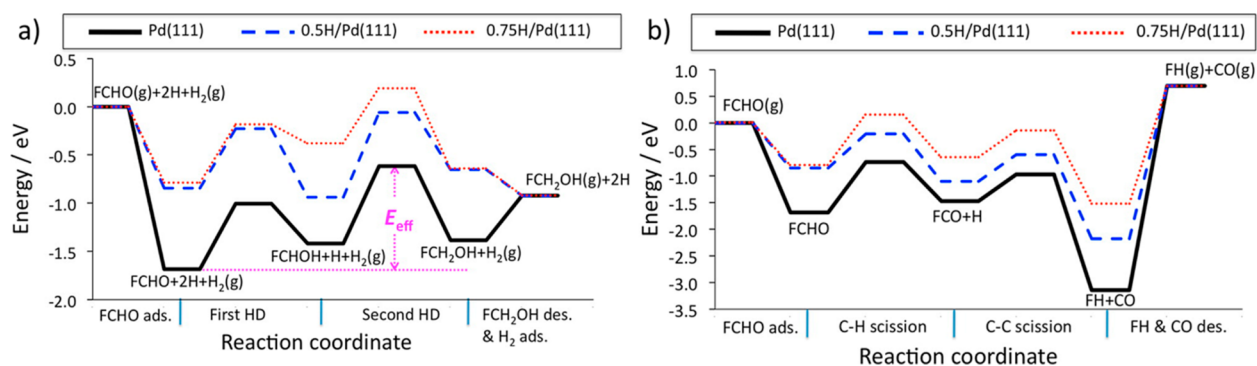 a)
Pd(111)
0.5H/Pd(111)
0.75H/Pd(111)
0.5
0.0
-0.5
-1.0
-1.5
-2.0
Energy / eV
FCHO(g)+2H+H₂(g)
FCHO+2H+H₂(g)
FCHOH+H+H₂(g)
Eeff
FCH₂OH+H₂(g)
FCH₂OH(g)+2H
FCHO ads.
First HD
Second HD
FCH₂OH des.
& H₂ ads.
Reaction coordinate
b)
Pd(111)
0.5H/Pd(111)
0.75H/Pd(111)
1.0
0.5
0.0
-0.5
-1.0
-1.5
-2.0
-2.5
-3.0
-3.5
Energy / eV
FCHO(g)
FCHO
FCO+H
FH+CO
FH(g)+CO(g)
FCHO ads.
C-H scission
C-C scission
FH & CO des.
Reaction coordinate